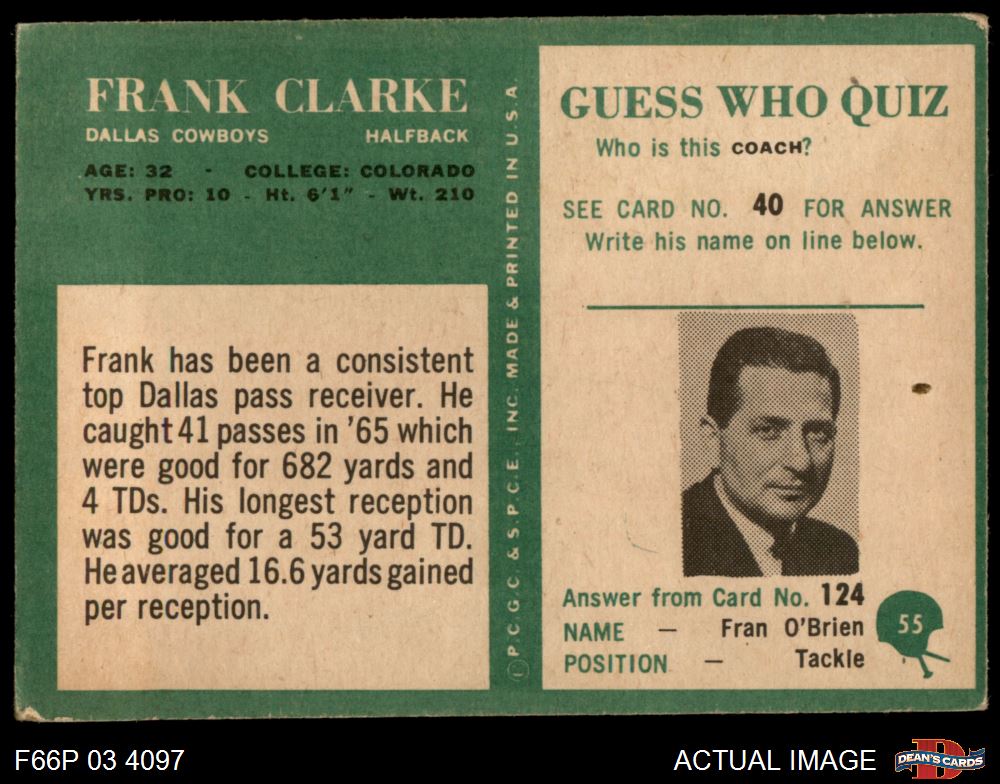 FRANK CLARKE
DALLAS COWBOYS HALFBACK
AGE: 32 - COLLEGE: COLORADO
YRS. PRO: 10 - Ht. 6'1" - Wt. 210
Frank has been a consistent
top Dallas pass receiver. He
caught 41 passes in '65 which
were good for 682 yards and
4 TDs. His longest reception
was good for a 53 yard TD.
He averaged 16.6 yards gained
per reception.
© P.C.G.C. & S.P.C.E., INC. MADE & PRINTED IN U.S.A.
GUESS WHO QUIZ
Who is this COACH?
SEE CARD NO. 40 FOR ANSWER
Write his name on line below.
Answer from Card No. 124
NAME — Fran O'Brien
POSITION — Tackle
55
F66P 03 4097
ACTUAL IMAGE
D
DEAN'S CARDS